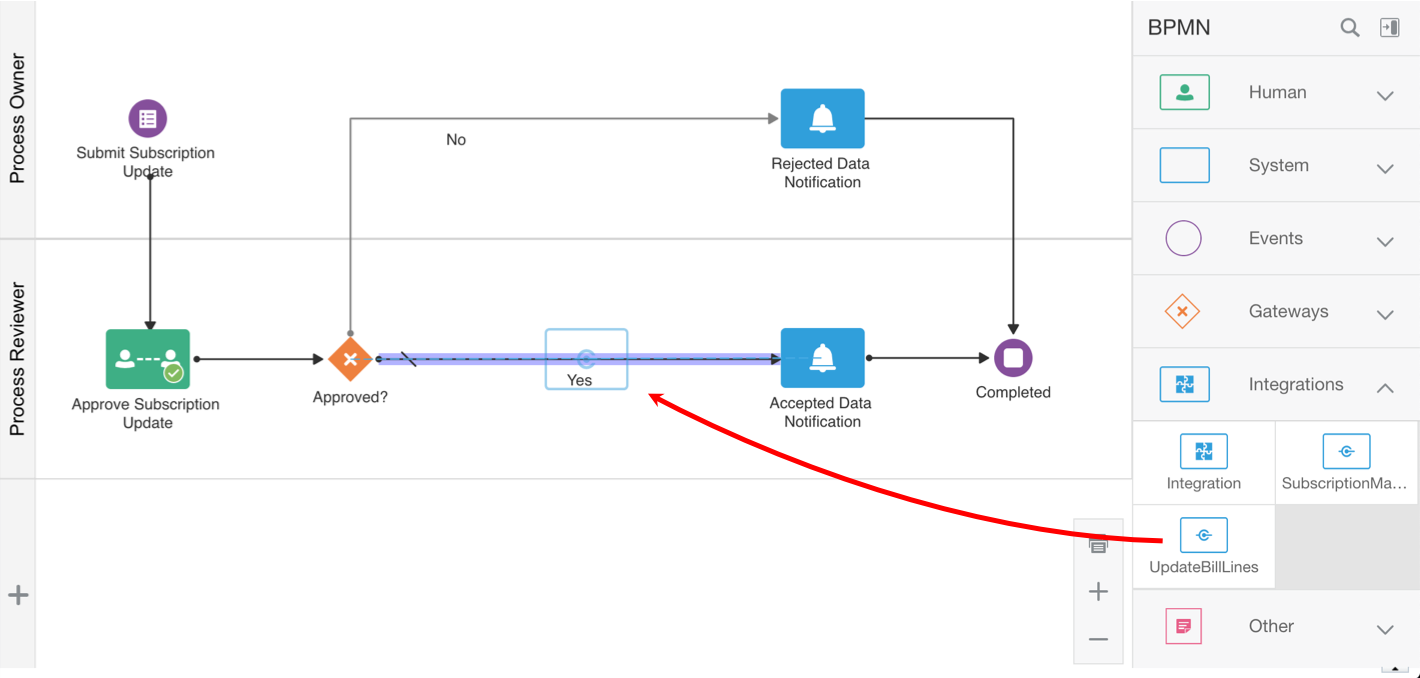 Process Owner
Submit Subscription
Update
No
Rejected Data
Notification
Process Reviewer
Approve Subscription
Update
Approved?
Yes
Accepted Data
Notification
Completed
BPMN
Human
System
Events
Gateways
Integrations
Integration
SubscriptionMa...
UpdateBillLines
Other